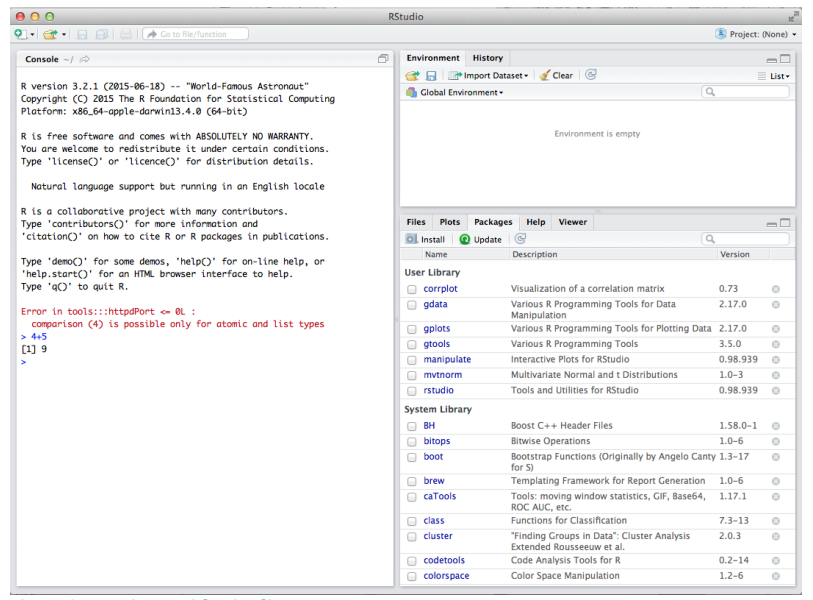 RStudio
Go to file/function
Project: (None)
Console ~/
R version 3.2.1 (2015-06-18) -- "World-Famous Astronaut"
Copyright (C) 2015 The R Foundation for Statistical Computing
Platform: x86_64-apple-darwin13.4.0 (64-bit)
R is free software and comes with ABSOLUTELY NO WARRANTY.
You are welcome to redistribute it under certain conditions.
Type 'license()' or 'licence()' for distribution details.
Natural language support but running in an English locale
R is a collaborative project with many contributors.
Type 'contributors()' for more information and
'citation()' on how to cite R or R packages in publications.
Type 'demo()' for some demos, 'help()' for on-line help, or
'help.start()' for an HTML browser interface to help.
Type 'q()' to quit R.
Error in tools:::httpdPort <= 0L :
comparison (4) is possible only for atomic and list types
> 4+5
[1] 9
>
Environment History
Import Dataset Clear List
Global Environment
Environment is empty
Files Plots Packages Help Viewer
Install Update
Name Description Version
User Library
corrplot Visualization of a correlation matrix 0.73
gdata Various R Programming Tools for Data 2.17.0
Manipulation
gplots Various R Programming Tools for Plotting Data 2.17.0
gtools Various R Programming Tools 3.5.0
manipulate Interactive Plots for RStudio 0.98.939
mvtnorm Multivariate Normal and t Distributions 1.0-3
rstudio Tools and Utilities for RStudio 0.98.939
System Library
BH Boost C++ Header Files 1.58.0-1
bitops Bitwise Operations 1.0-6
boot Bootstrap Functions (Originally by Angelo Canty 1.3-17
for S)
brew Templating Framework for Report Generation 1.0-6
caTools Tools: moving window statistics, GIF, Base64, 1.17.1
ROC AUC, etc.
class Functions for Classification 7.3-13
cluster "Finding Groups in Data": Cluster Analysis 2.0.3
Extended Rousseeuw et al.
codetools Code Analysis Tools for R 0.2-14
colorspace Color Space Manipulation 1.2-6